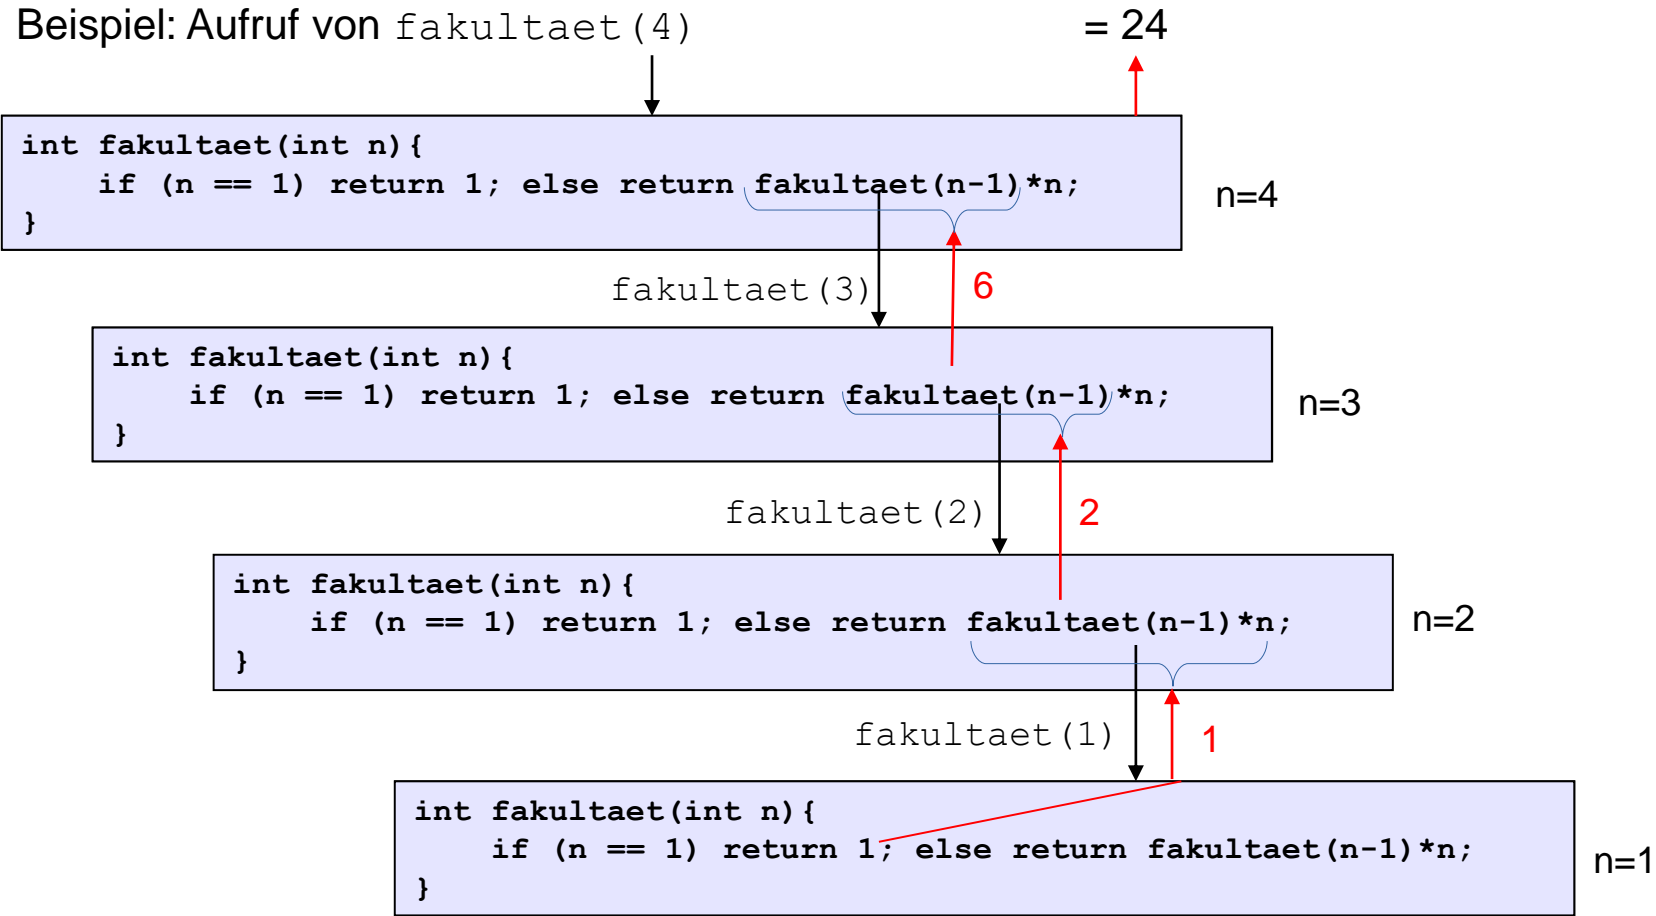 Beispiel: Aufruf von fakultaet(4) = 24
int fakultaet(int n){
if (n == 1) return 1; else return fakultaet(n-1)*n;
}
n=4
fakultaet(3) 6
int fakultaet(int n){
if (n == 1) return 1; else return fakultaet(n-1)*n;
}
n=3
fakultaet(2) 2
int fakultaet(int n){
if (n == 1) return 1; else return fakultaet(n-1)*n;
}
n=2
fakultaet(1) 1
int fakultaet(int n){
if (n == 1) return 1; else return fakultaet(n-1)*n;
}
n=1